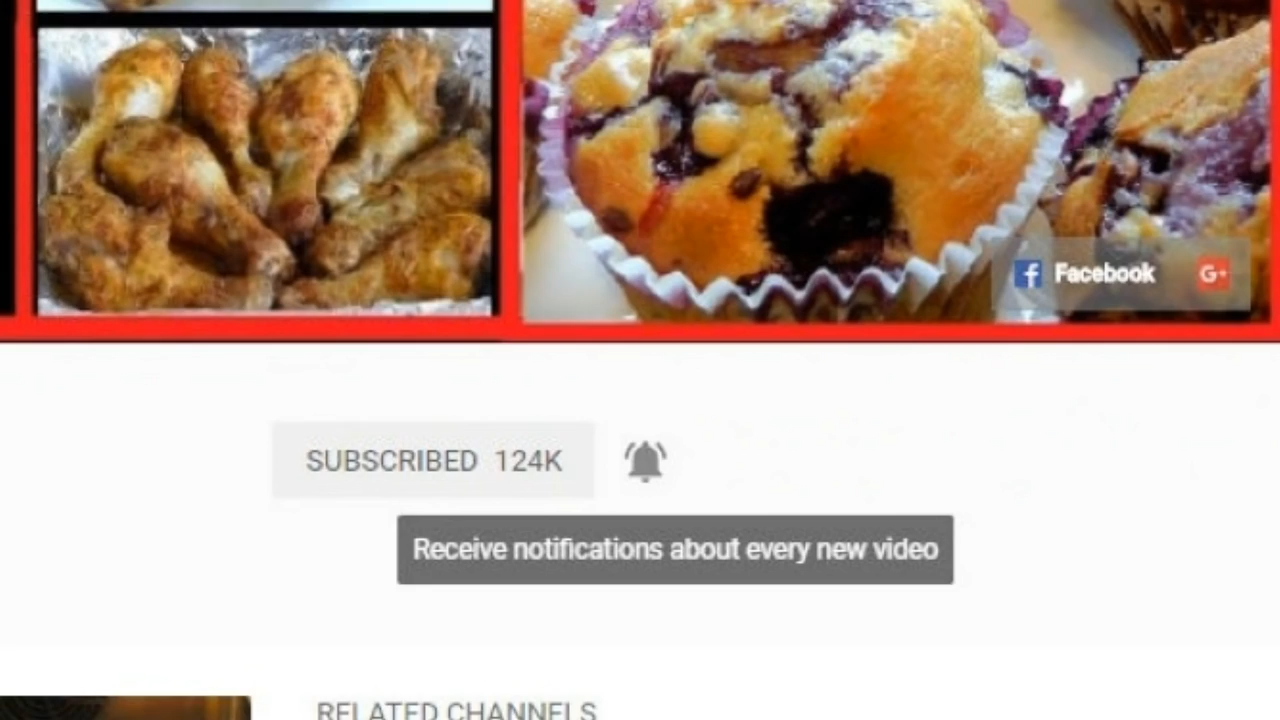 Facebook
G+
SUBSCRIBED 124K
Receive notifications about every new video
RELATED CHANNELS